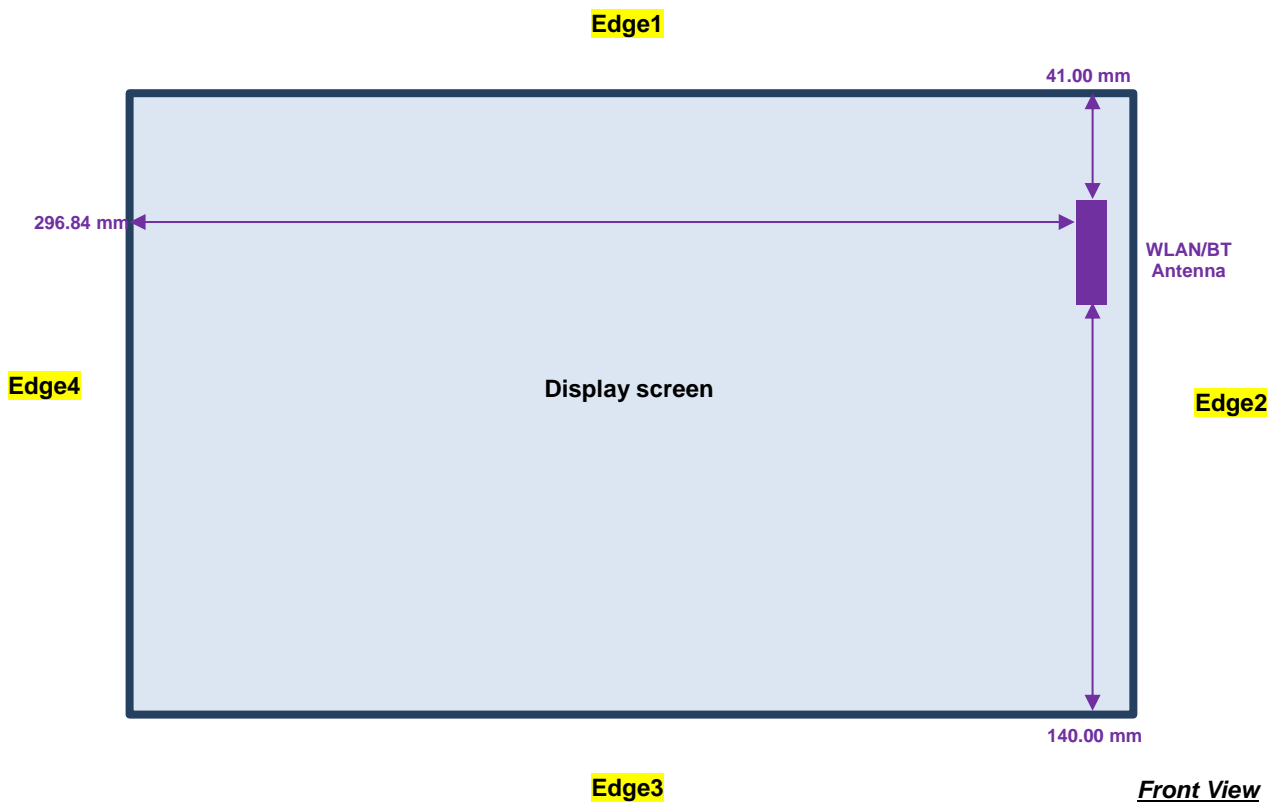 Edge1
41.00 mm
296.84 mm
WLAN/BT
Antenna
Edge4
Display screen
Edge2
140.00 mm
Edge3
Front View